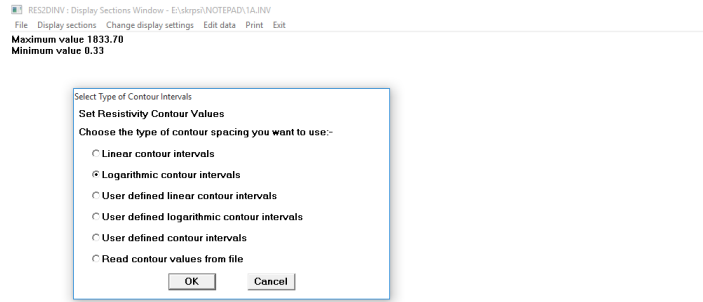 RES2DINV : Display Sections Window - E:\skrpsi\NOTEPAD\1A.INV
File Display sections Change display settings Edit data Print Exit
Maximum value 1833.70
Minimum value 0.33
Select Type of Contour Intervals
Set Resistivity Contour Values
Choose the type of contour spacing you want to use:-
Linear contour intervals
Logarithmic contour intervals
User defined linear contour intervals
User defined logarithmic contour intervals
User defined contour intervals
Read contour values from file
OK Cancel